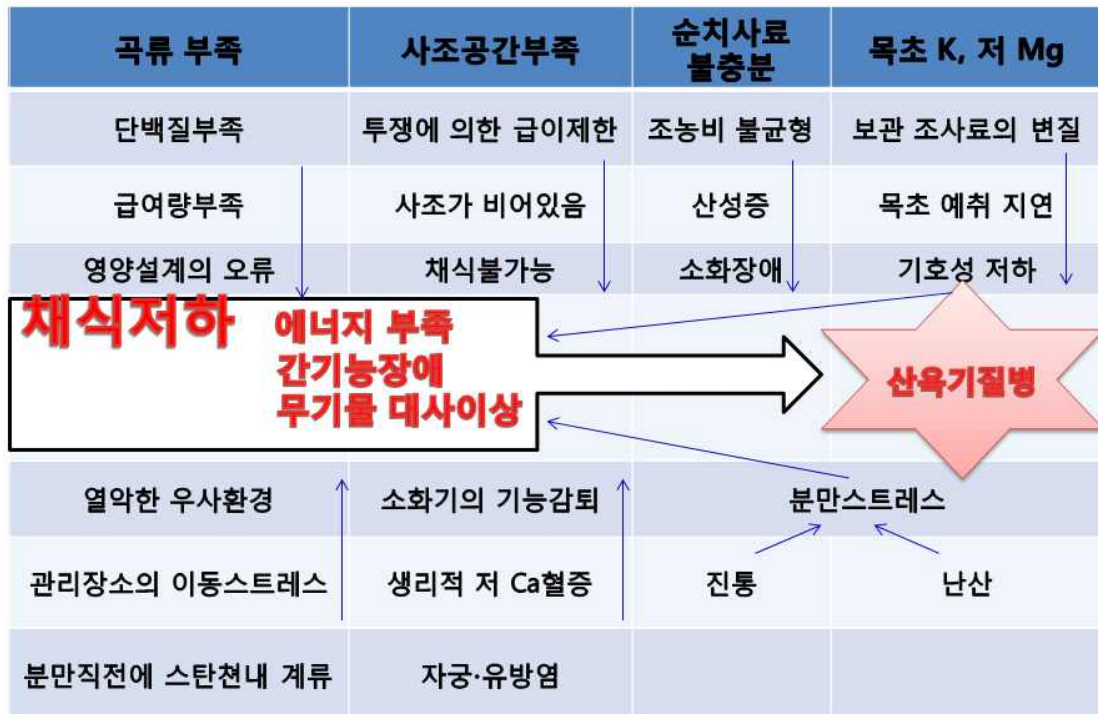 곡류 부족 사조공간부족 순치사료 불충분 목초 K, 저 Mg
단백질부족 투쟁에 의한 급이제한 조농비 불균형 보관 조사료의 변질
급여량부족 사조가 비어있음 산성증 목초 예취 지연
영양설계의 오류 채식불가능 소화장애 기호성 저하
채식저하 에너지 부족
간기능장애
무기물 대사이상
산욕기질병
열악한 우사환경 소화기의 기능감퇴 분만스트레스
관리장소의 이동스트레스 생리적 저 Ca혈증 진통 난산
분만직전에 스탄쳔내 계류 자궁·유방염